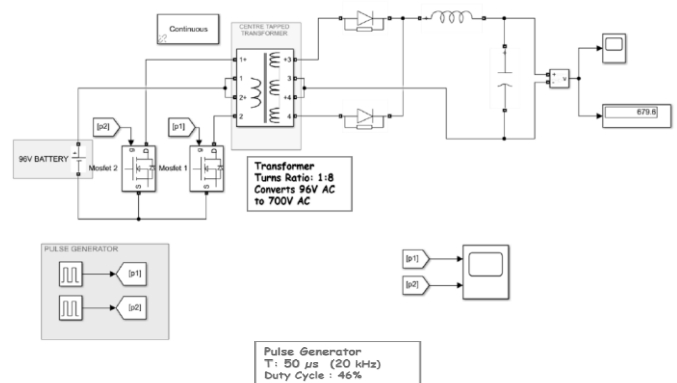 Continuous
CENTRE TAPPED
TRANSFORMER
1+
1
2+
2
+3
3
+4
4
[p2]
[p1]
g
D
S
g
D
S
96V BATTERY
+
-
Mosfet 2
Mosfet 1
+
+
+
-
v
679.6
Transformer
Turns Ratio: 1:8
Converts 96V AC
to 700V AC
PULSE GENERATOR
[p1]
[p2]
[p1]
[p2]
Pulse Generator
T: 50 µs (20 kHz)
Duty Cycle : 46%